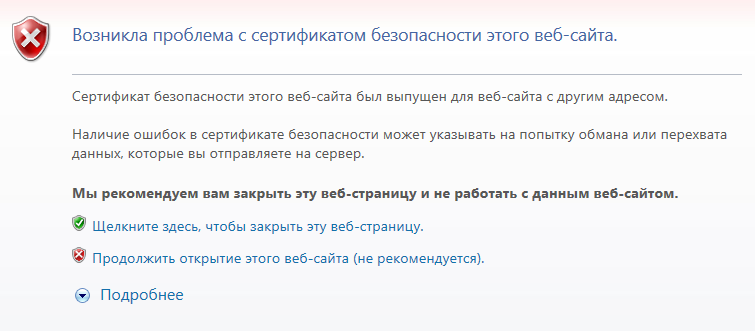 Возникла проблема с сертификатом безопасности этого веб-сайта.
Сертификат безопасности этого веб-сайта был выпущен для веб-сайта с другим адресом.
Наличие ошибок в сертификате безопасности может указывать на попытку обмана или перехвата
данных, которые вы отправляете на сервер.
Мы рекомендуем вам закрыть эту веб-страницу и не работать с данным веб-сайтом.
Щелкните здесь, чтобы закрыть эту веб-страницу.
Продолжить открытие этого веб-сайта (не рекомендуется).
Подробнее